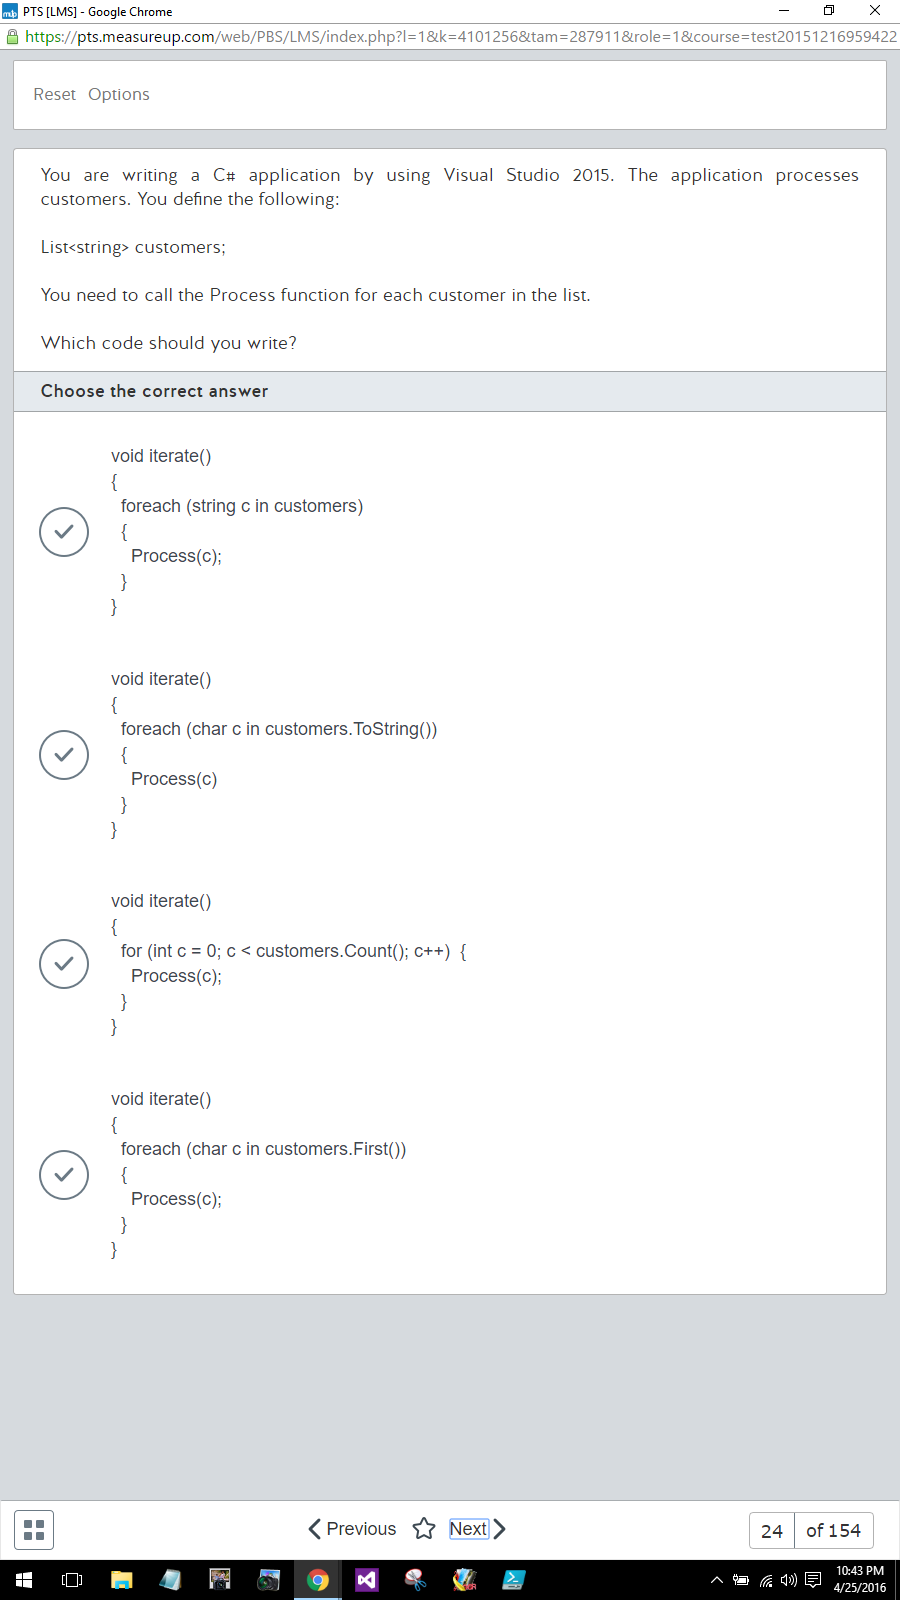 PTS [LMS] - Google Chrome
https://pts.measureup.com/web/PBS/LMS/index.php?l=1&k=4101256&tam=287911&role=1&course=test20151216959422
Reset Options
You are writing a C# application by using Visual Studio 2015. The application processes
customers. You define the following:
List<string> customers;
You need to call the Process function for each customer in the list.
Which code should you write?
Choose the correct answer
void iterate()
{
foreach (string c in customers)
{
Process(c);
}
}
void iterate()
{
foreach (char c in customers.ToString())
{
Process(c)
}
}
void iterate()
{
for (int c = 0; c < customers.Count(); c++) {
Process(c);
}
}
void iterate()
{
foreach (char c in customers.First())
{
Process(c);
}
}
Previous Next 24 of 154
10:43 PM
4/25/2016